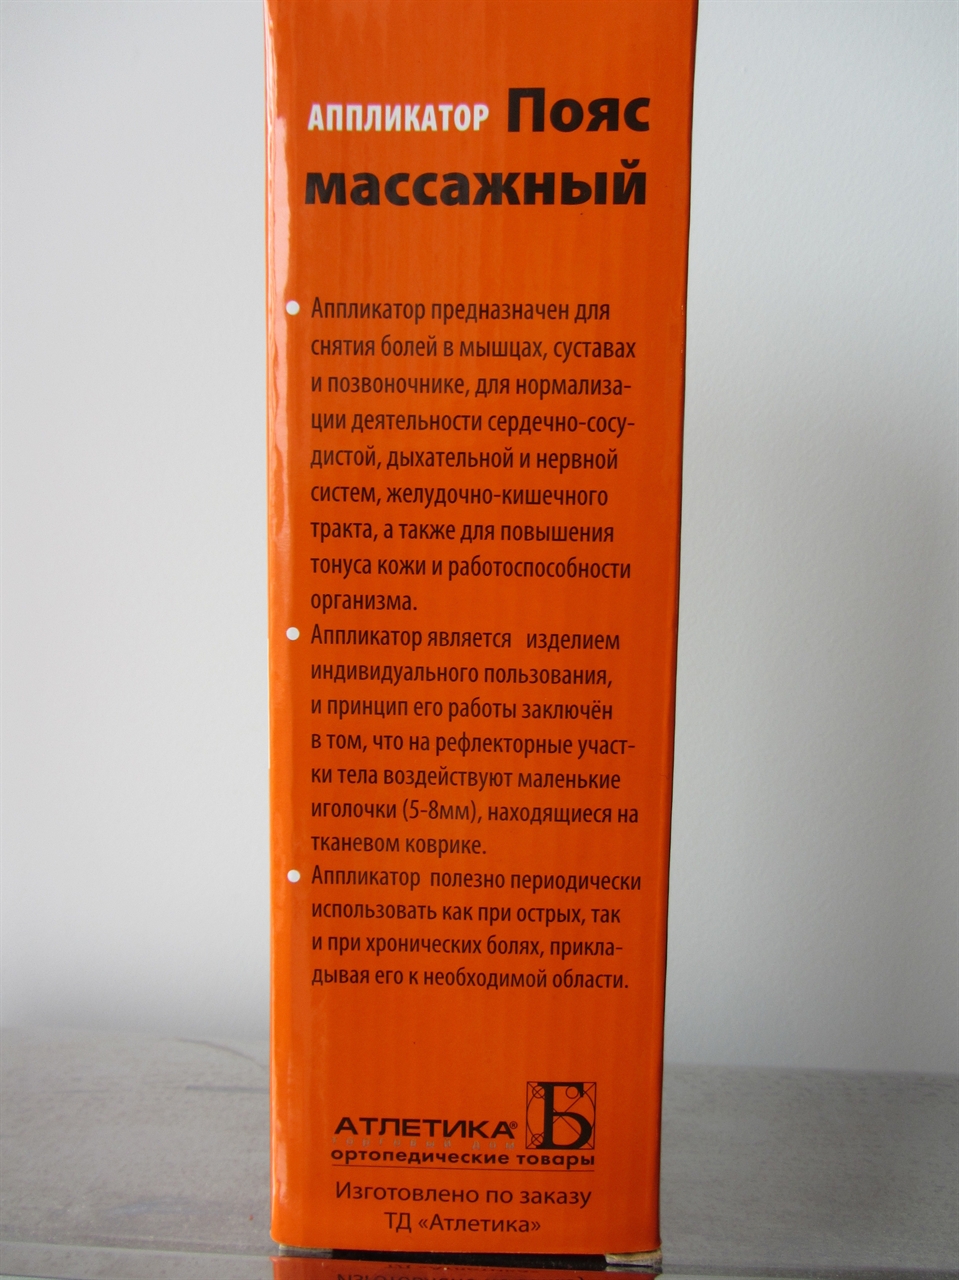 АППЛИКАТОР Пояс
массажный
Аппликатор предназначен для
снятия болей в мышцах, суставах
и позвоночнике, для нормализа-
ции деятельности сердечно-сосу-
дистой, дыхательной и нервной
систем, желудочно-кишечного
тракта, а также для повышения
тонуса кожи и работоспособности
организма.
Аппликатор является изделием
индивидуального пользования,
и принцип его работы заключён
в том, что на рефлекторные участ-
ки тела воздействуют маленькие
иголочки (5-8мм), находящиеся на
тканевом коврике.
Аппликатор полезно периодически
использовать как при острых, так
и при хронических болях, прикла-
дывая его к необходимой области.
Б
АТЛЕТИКА®
торговый дом
ортопедические товары
Изготовлено по заказу
ТД «Атлетика»